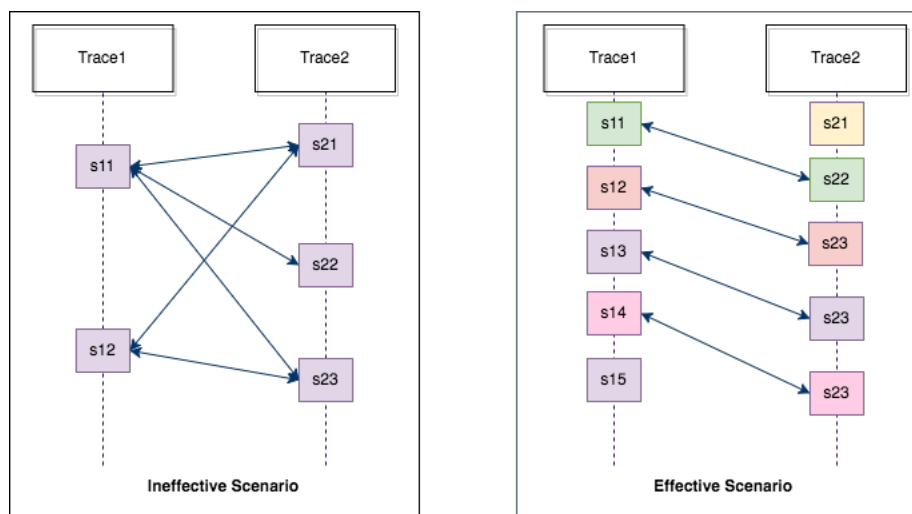 Trace1
Trace2
s11
s21
s22
s12
s23
Ineffective Scenario
Trace1
Trace2
s11
s21
s22
s12
s23
s13
s14
s23
s15
s23
Effective Scenario